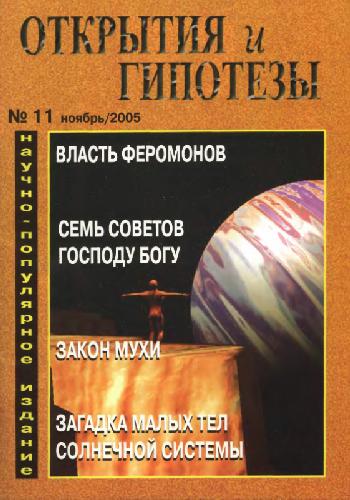 ОТКРЫТИЯ и
ГИПОТЕЗЫ
№ 11 ноябрь/2005
научно-популярное издание
ВЛАСТЬ ФЕРОМОНОВ
СЕМЬ СОВЕТОВ
ГОСПОДУ БОГУ
ЗАКОН МУХИ
ЗАГАДКА МАЛЫХ ТЕЛ
СОЛНЕЧНОЙ СИСТЕМЫ